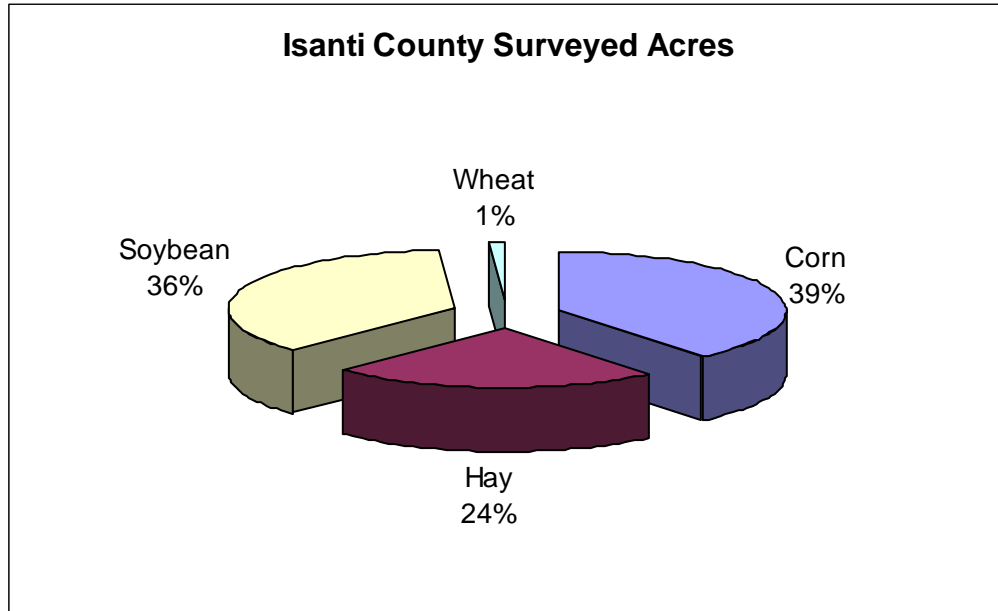 Isanti County Surveyed Acres
Wheat
1%
Soybean
36%
Corn
39%
Hay
24%